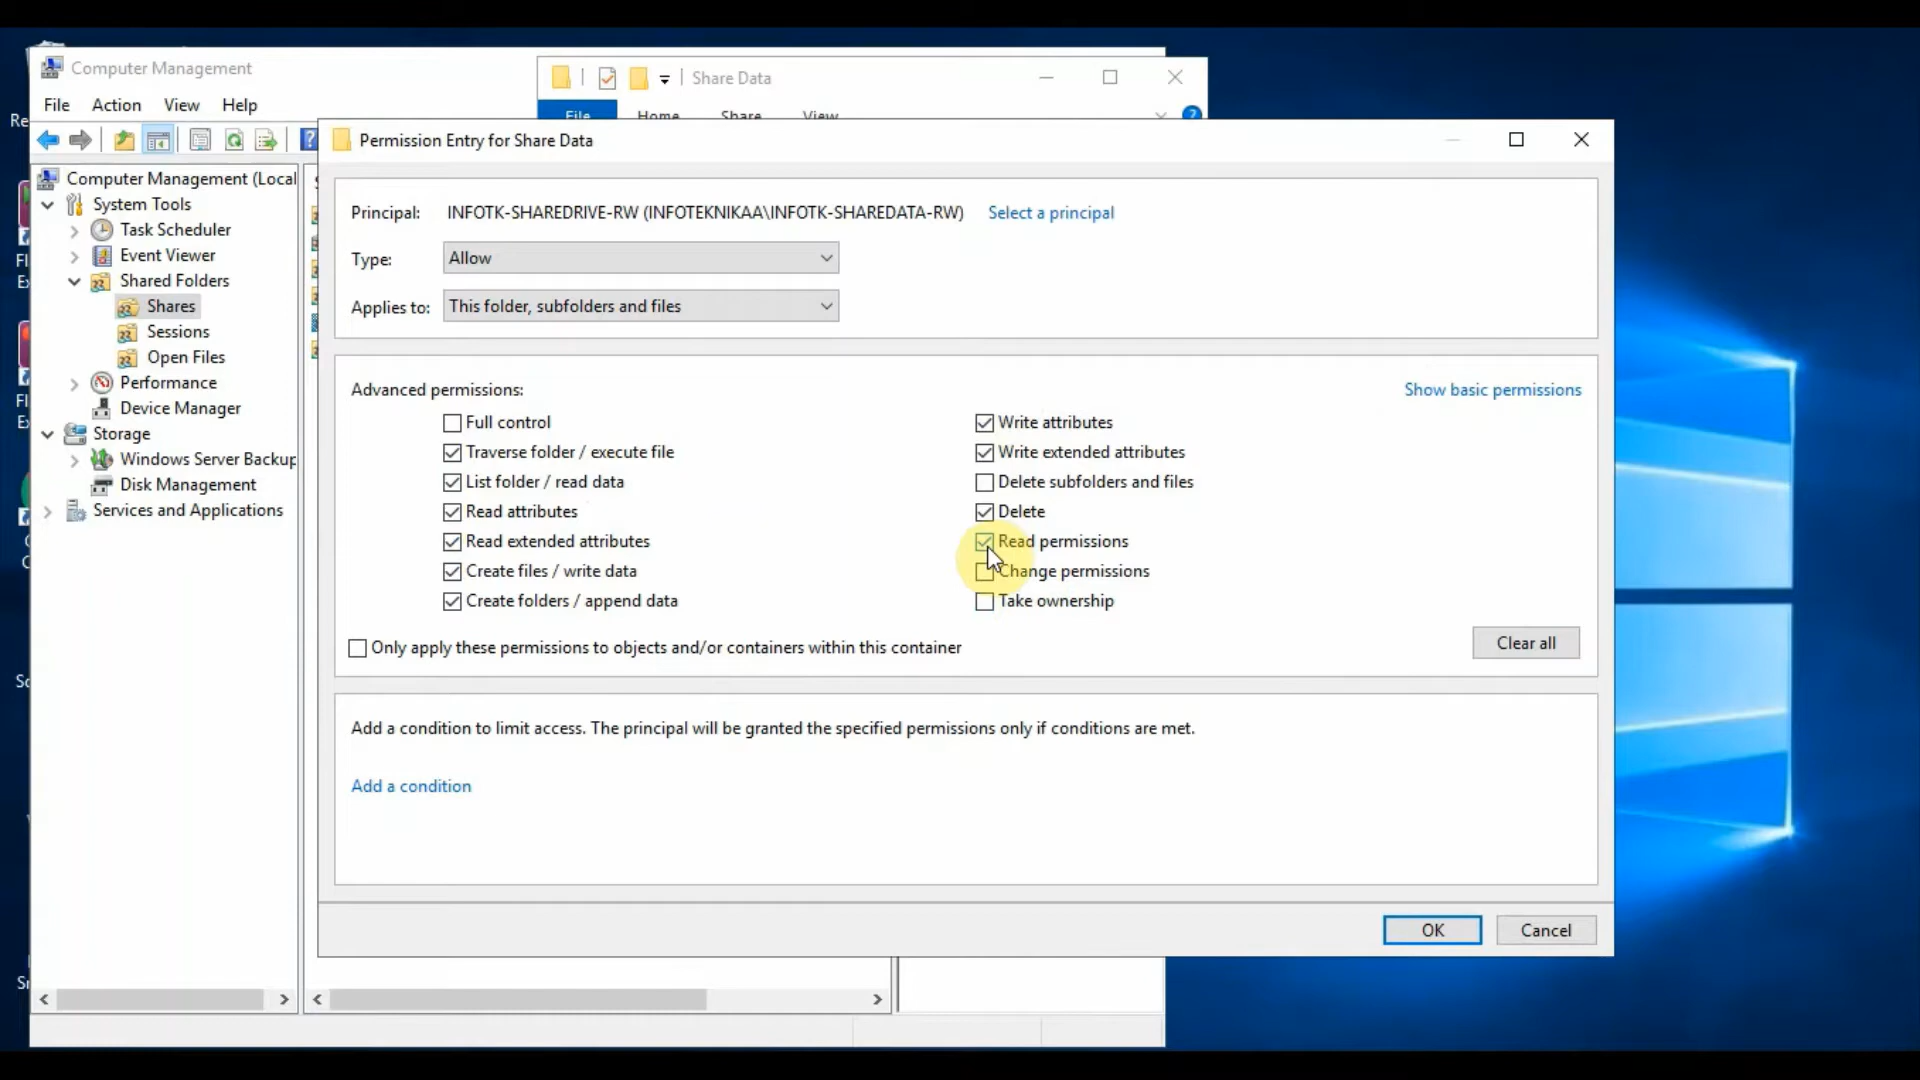 Computer Management
Share Data
File Action View Help
File Home Share View
Re
Permission Entry for Share Data
Computer Management (Local
System Tools
Task Scheduler
Event Viewer
Shared Folders
Shares
Sessions
Open Files
Performance
Device Manager
Storage
Windows Server Backup
Disk Management
Services and Applications
Principal: INFOTK-SHAREDRIVE-RW (INFOTEKNIKAA\INFOTK-SHAREDATA-RW) Select a principal
Type: Allow
Applies to: This folder, subfolders and files
Advanced permissions: Show basic permissions
Full control
Traverse folder / execute file
List folder / read data
Read attributes
Read extended attributes
Create files / write data
Create folders / append data
Write attributes
Write extended attributes
Delete subfolders and files
Delete
Read permissions
Change permissions
Take ownership
Only apply these permissions to objects and/or containers within this container
Clear all
Add a condition to limit access. The principal will be granted the specified permissions only if conditions are met.
Add a condition
OK Cancel